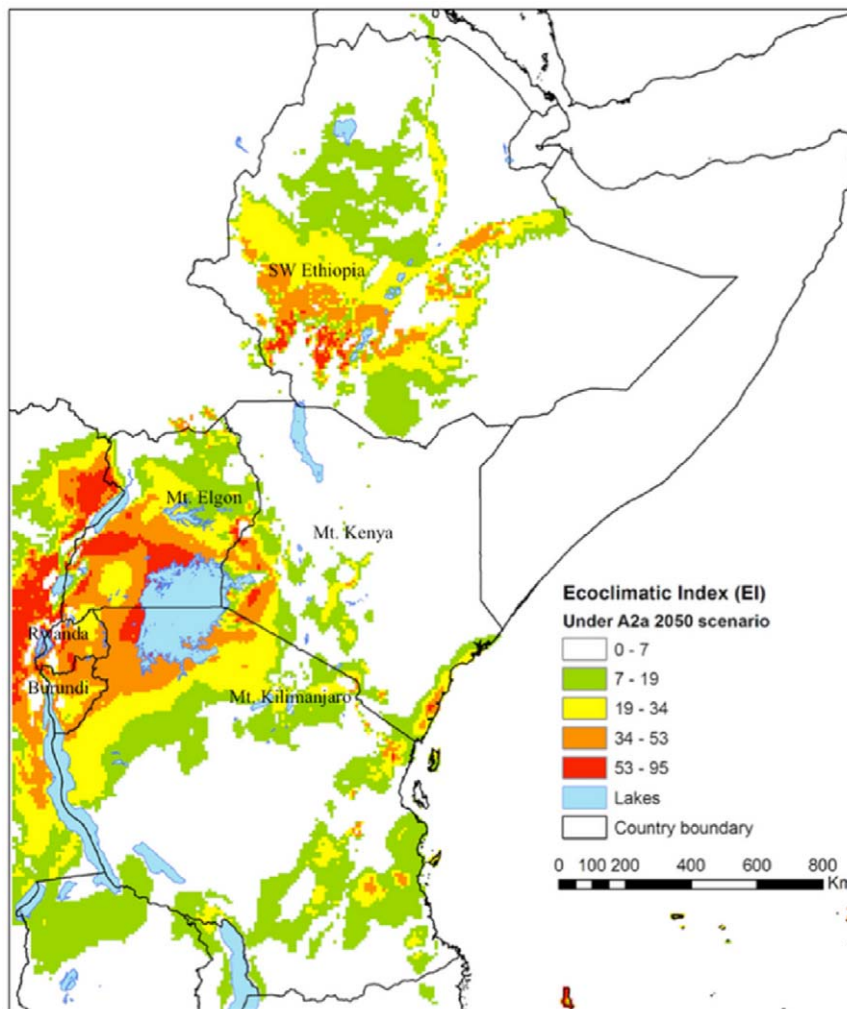 SW Ethiopia
Mt. Elgon
Mt. Kenya
Rwanda
Burundi
Mt. Kilimanjaro
Ecoclimatic Index (EI)
Under A2a 2050 scenario
0 - 7
7 - 19
19 - 34
34 - 53
53 - 95
Lakes
Country boundary
0 100 200 400 600 800
Km